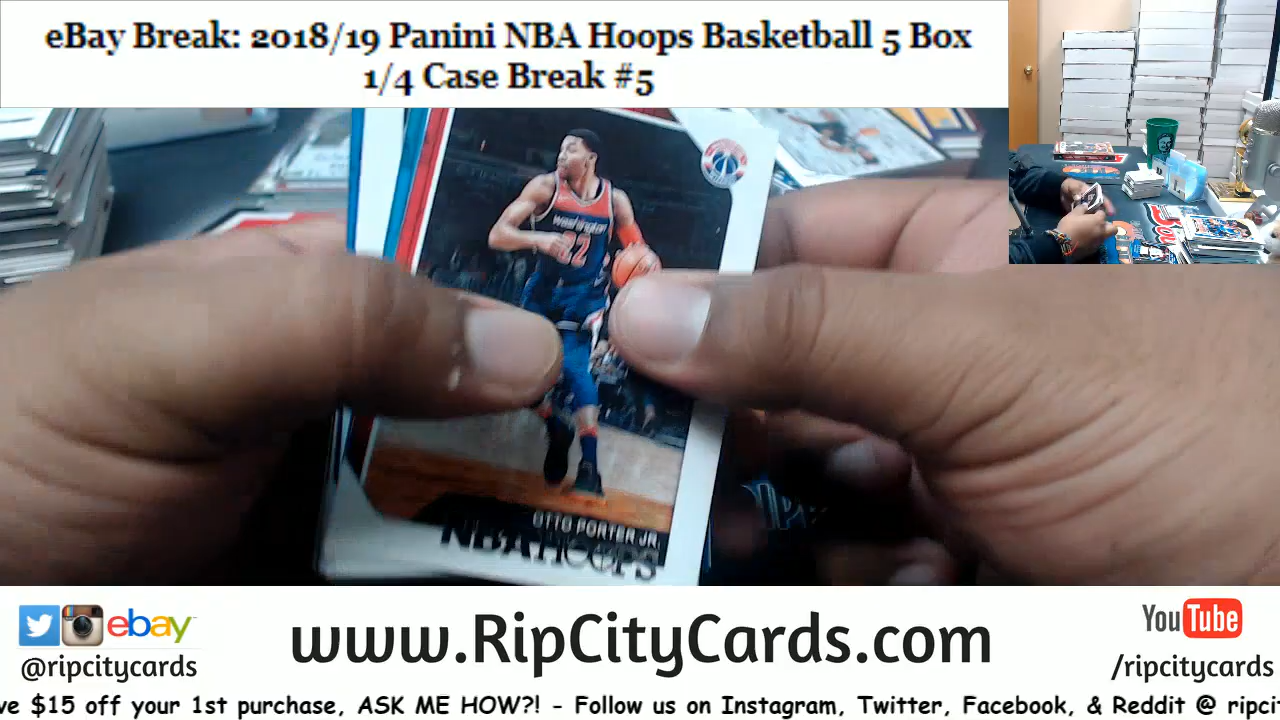 eBay Break: 2018/19 Panini NBA Hoops Basketball 5 Box
1/4 Case Break #5
Washington
22
OTTO PORTER JR.
NBA HOOPS
ebay
@ripcitycards
www.RipCityCards.com
YouTube
/ripcitycards
ve $15 off your 1st purchase, ASK ME HOW?! - Follow us on Instagram, Twitter, Facebook, & Reddit @ ripci